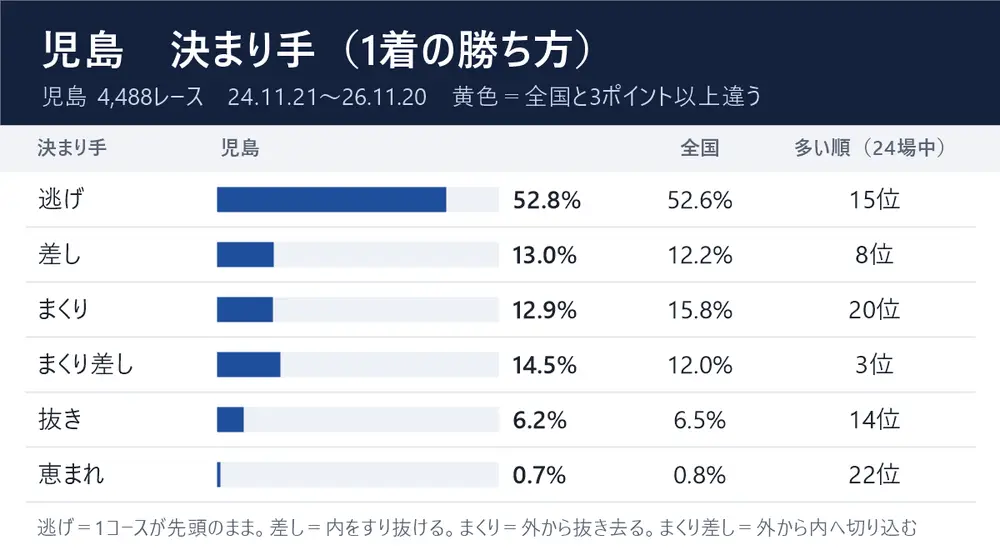 児島 決まり手（1着の勝ち方）
児島 4,488レース 24.11.21～26.11.20 黄色＝全国と3ポイント以上違う
決まり手 児島 全国 多い順（24場中）
逃げ 52.8% 52.6% 15位
差し 13.0% 12.2% 8位
まくり 12.9% 15.8% 20位
まくり差し 14.5% 12.0% 3位
抜き 6.2% 6.5% 14位
恵まれ 0.7% 0.8% 22位
逃げ＝1コースが先頭のまま。差し＝内をすり抜ける。まくり＝外から抜き去る。まくり差し＝外から内へ切り込む